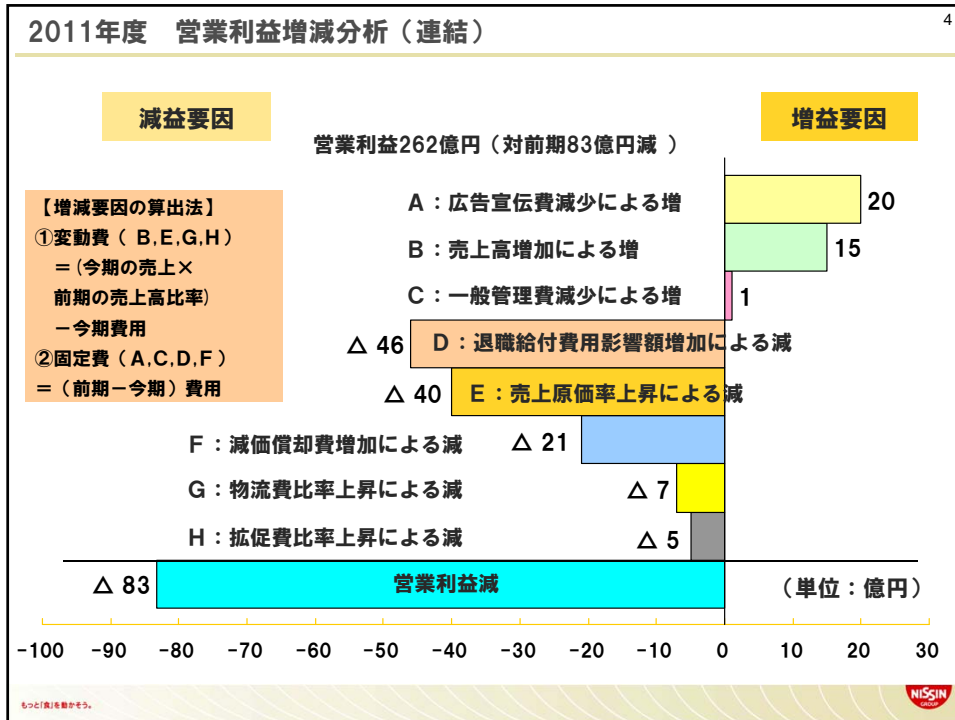 2011年度　営業利益増減分析（連結）
4
減益要因
増益要因
営業利益262億円（対前期83億円減 ）
【増減要因の算出法】
①変動費（ B,E,G,H）
＝（今期の売上×
前期の売上高比率）
－今期費用
②固定費（A,C,D,F）
＝（前期－今期）費用
A：広告宣伝費減少による増
20
B：売上高増加による増
15
C：一般管理費減少による増
1
△ 46
D：退職給付費用影響額増加による減
△ 40
E：売上原価率上昇による減
F：減価償却費増加による減
△ 21
G：物流費比率上昇による減
△ 7
H：拡促費比率上昇による減
△ 5
△ 83
営業利益減
（単位：億円）
-100 -90 -80 -70 -60 -50 -40 -30 -20 -10 0 10 20 30
もっと「食」を動かそう。
NISSIN
GROUP